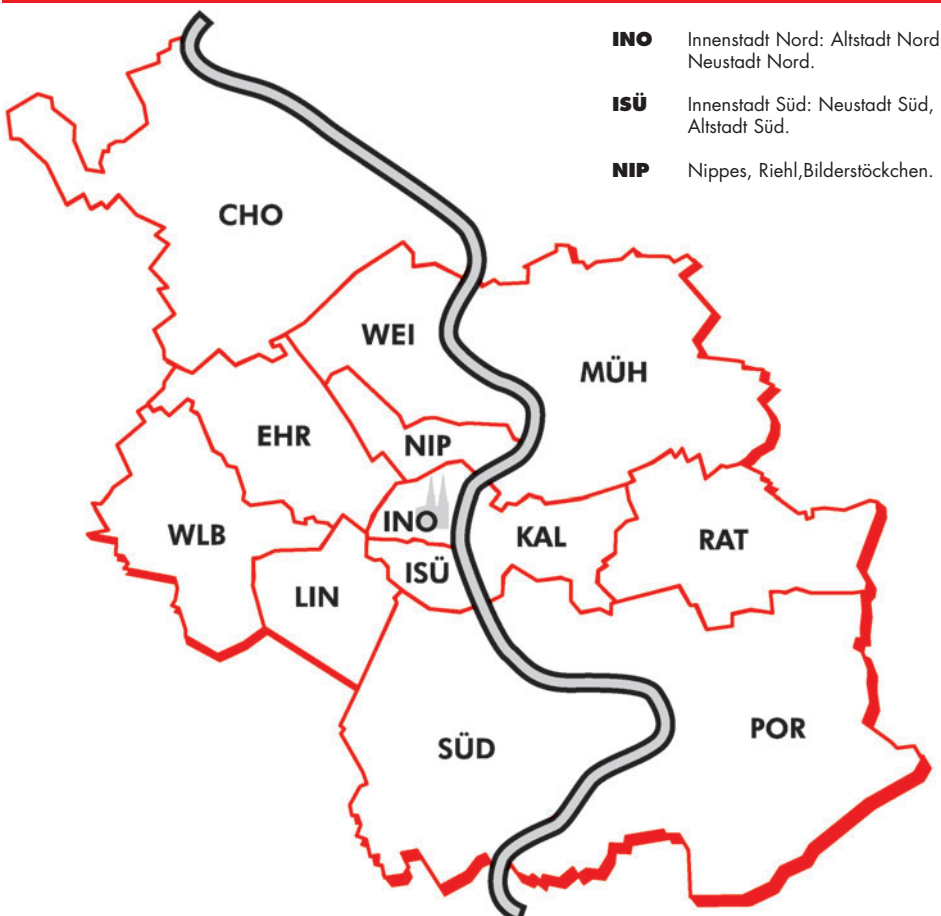 INO Innenstadt Nord: Altstadt Nord
Neustadt Nord.
ISÜ Innenstadt Süd: Neustadt Süd,
Altstadt Süd.
NIP Nippes, Riehl,Bilderstöckchen.
CHO
WEI
MÜH
EHR
NIP
INO
WLB
KAL
RAT
ISÜ
LIN
POR
SÜD